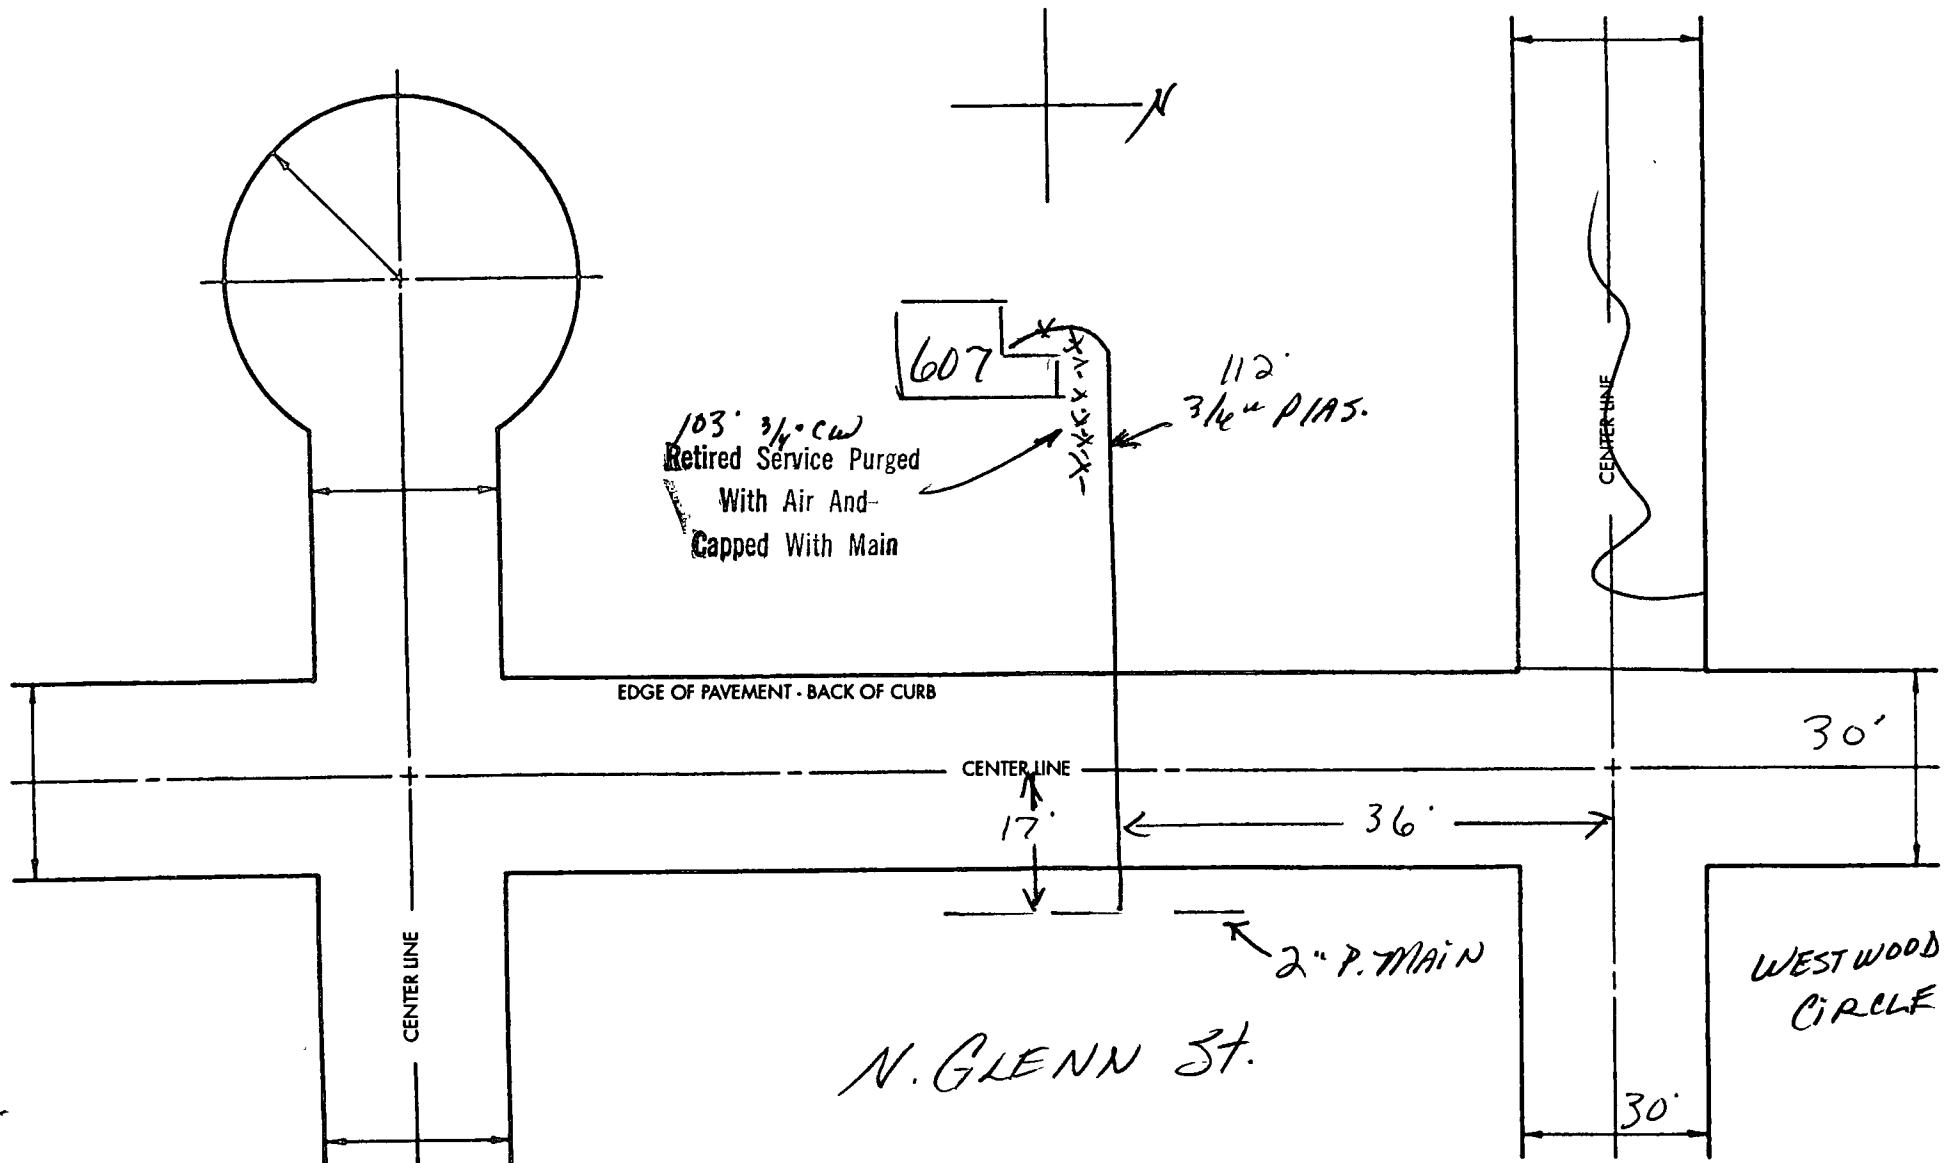 N
607
112'
3/4" PLAS.
103' 3/4" CW
Retired Service Purged
With Air And
Capped With Main
CENTER LINE
EDGE OF PAVEMENT - BACK OF CURB
30'
CENTER LINE
17'
36'
2" P. MAIN
WESTWOOD
CIRCLE
CENTER LINE
N. GLENN St.
30'